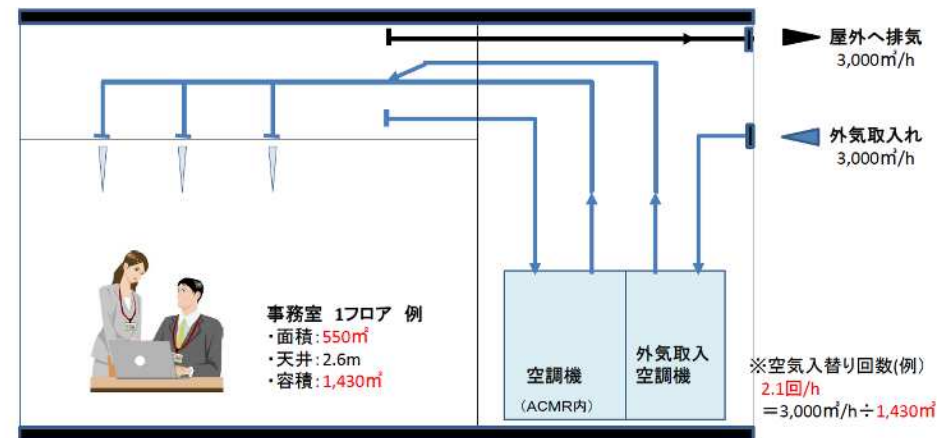 屋外へ排気
3,000㎥/h
外気取入れ
3,000㎥/h
事務室 1フロア 例
・面積:550㎡
・天井:2.6m
・容積:1,430㎥
空調機
(ACMR内)
外気取入
空調機
※空気入替り回数(例)
2.1回/h
=3,000㎥/h÷1,430㎥